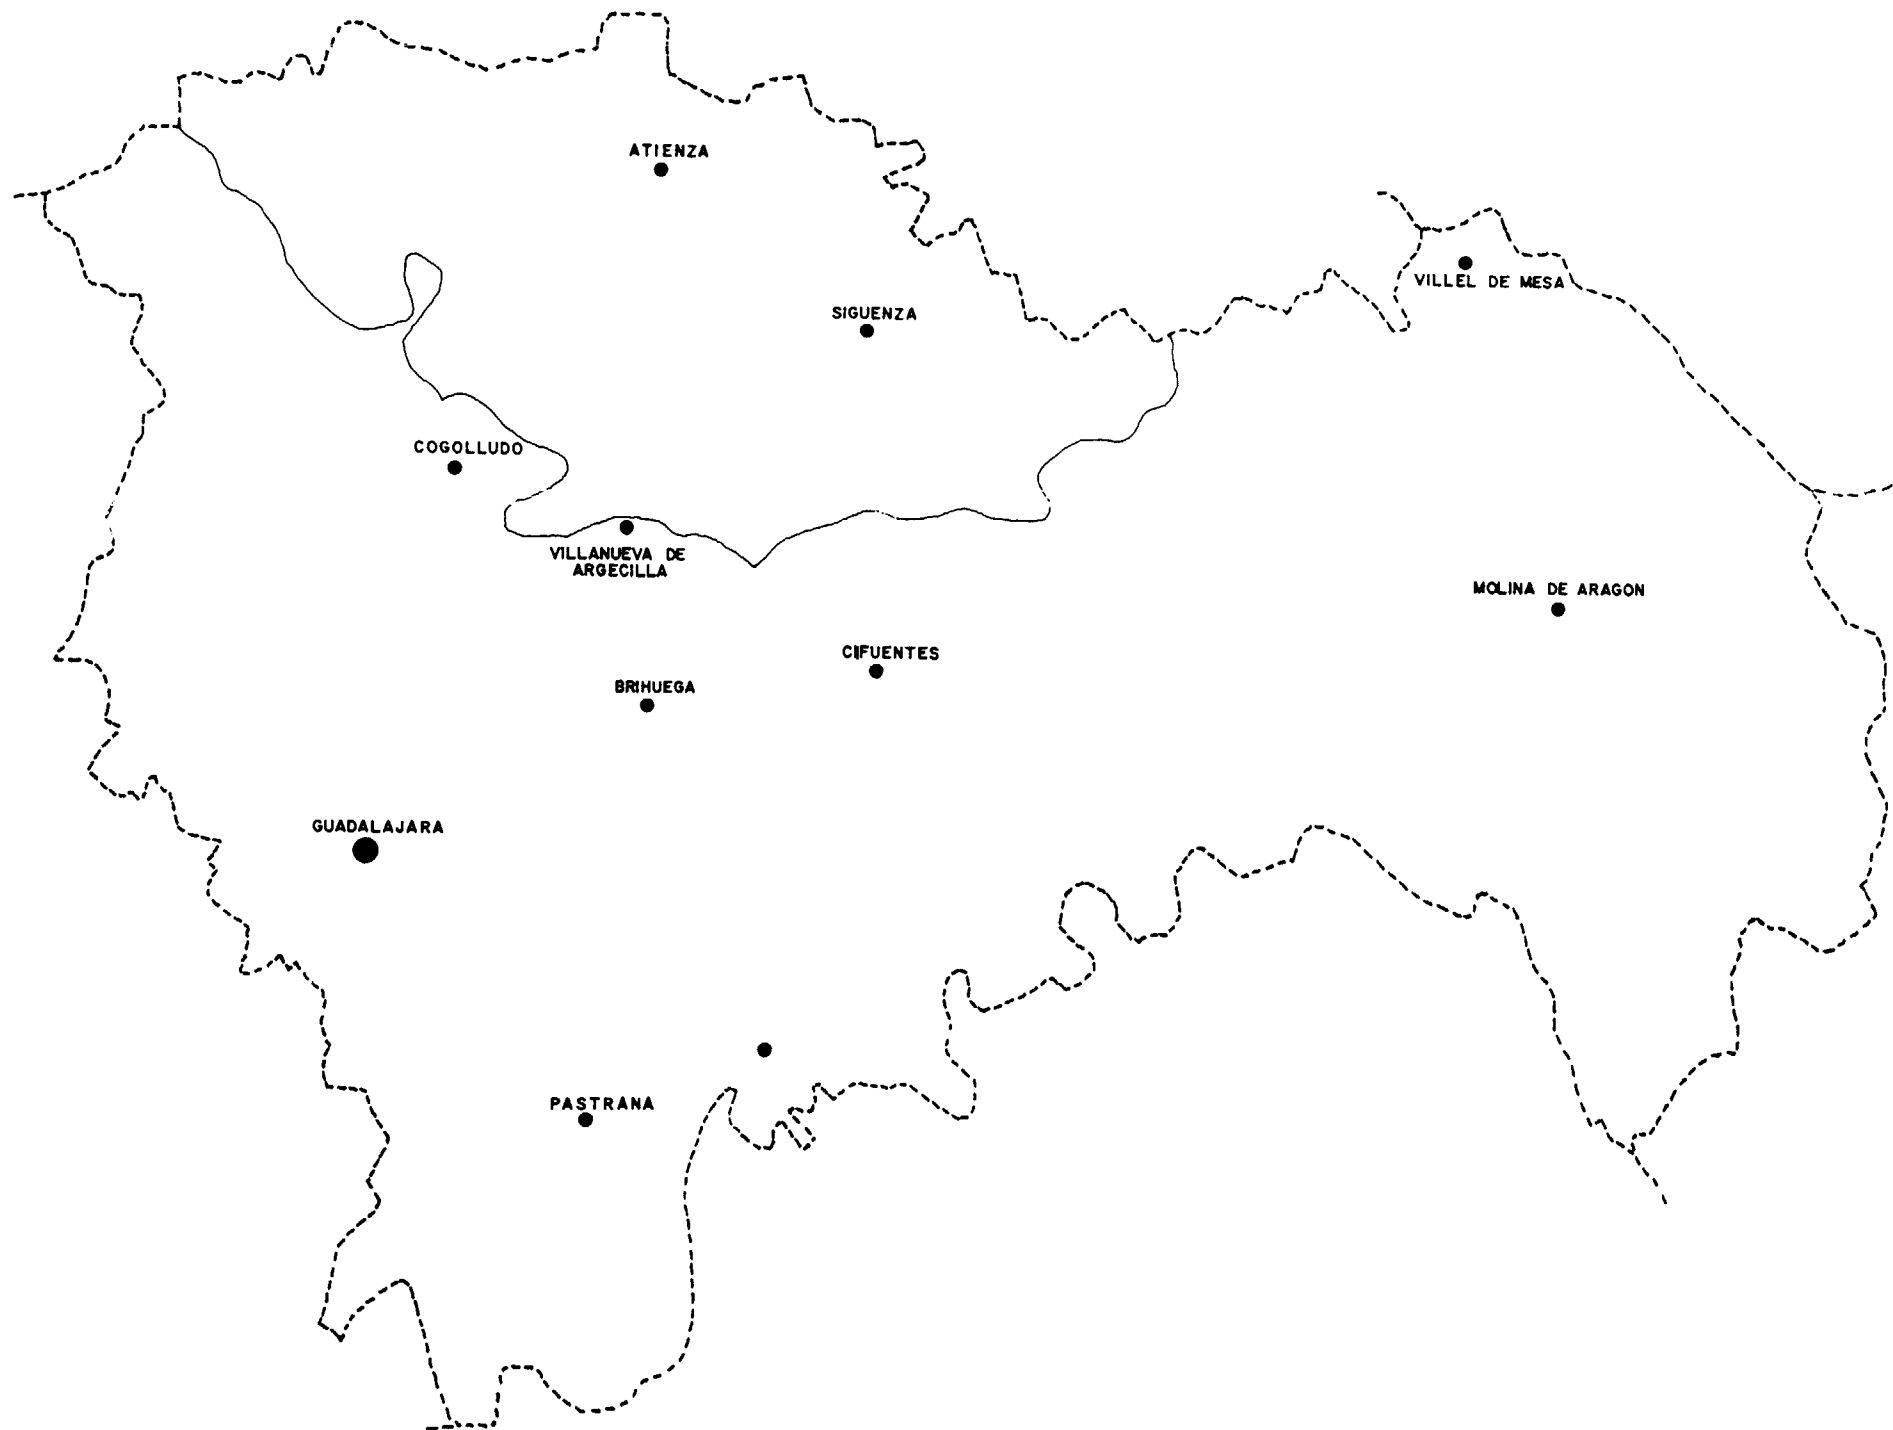 ATIENZA
VILLEL DE MESA
SIGUENZA
COGOLLUDO
VILLANUEVA DE
ARGECILLA
MOLINA DE ARAGON
CIFUENTES
BRIHUEGA
GUADALAJARA
PASTRANA